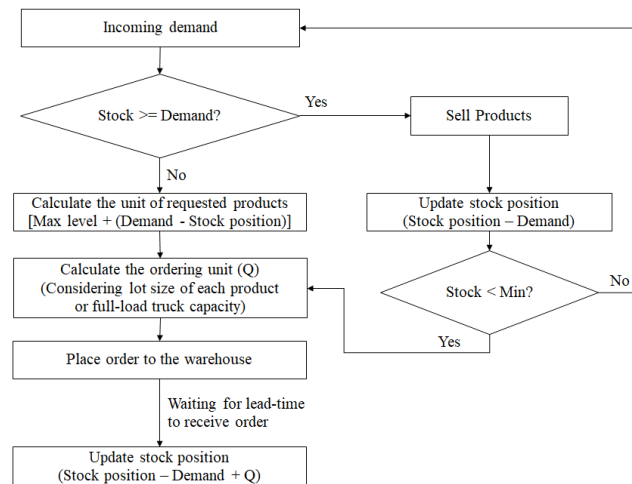 Incoming demand
Stock >= Demand?
Yes
Sell Products
No
Calculate the unit of requested products
[Max level + (Demand - Stock position)]
Update stock position
(Stock position – Demand)
Calculate the ordering unit (Q)
(Considering lot size of each product
or full-load truck capacity)
Stock < Min?
No
Yes
Place order to the warehouse
Waiting for lead-time
to receive order
Update stock position
(Stock position – Demand + Q)